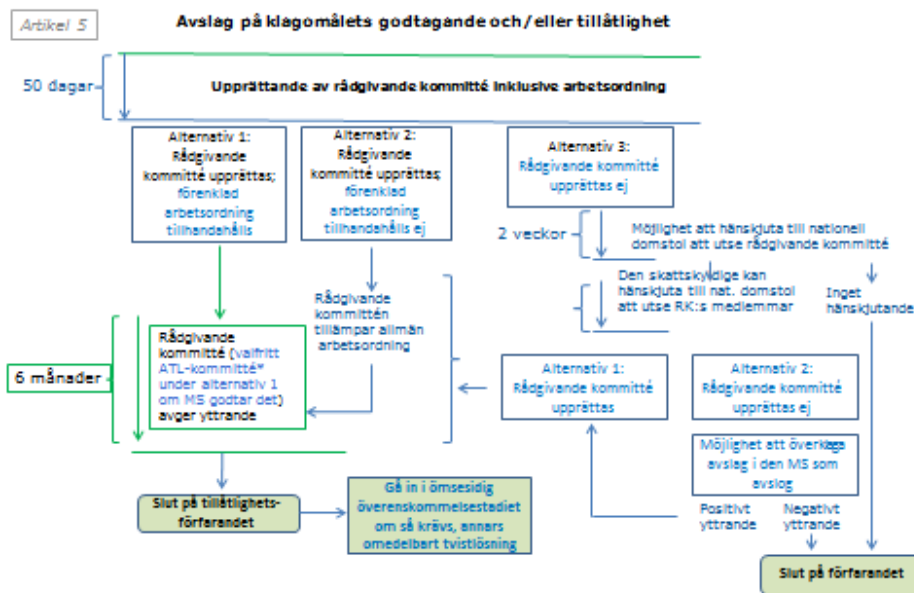 Artikel 5
Avslag på klagomålets godtagande och/eller tillåtlighet
50 dagar
Upprättande av rådgivande kommitté inklusive arbetsordning
Alternativ 1:
Rådgivande
kommitté upprättas;
förenklad
arbetsordning
tillhandahålls
Alternativ 2:
Rådgivande
kommitté upprättas;
förenklad
arbetsordning
tillhandahålls ej
Alternativ 3:
Rådgivande kommitté
upprättas ej
2 veckor
Möjlighet att hänskjuta till nationell
domstol att utse rådgivande kommitté
Den skattskyldige kan
hänskjuta till nat. domstol
att utse RK:s medlemmar
Inget
hänskjutande
Rådgivande
kommittén
tillämpar allmän
arbetsordning
6 månader
Rådgivande
kommitté (valfritt
ATL-kommitté*
under alternativ 1
om MS godtar det)
avger yttrande
Alternativ 1:
Rådgivande kommitté
upprättas
Alternativ 2:
Rådgivande kommitté
upprättas ej
Möjlighet att överklaga
avslag i den MS som
avslog
Positivt
yttrande
Negativt
yttrande
Slut på tillåtlighets-
förfarandet
Gå in i ömsesidig
överenskommelsestadiet
om så krävs, annars
omedelbart tvistlösning
Slut på förfarandet